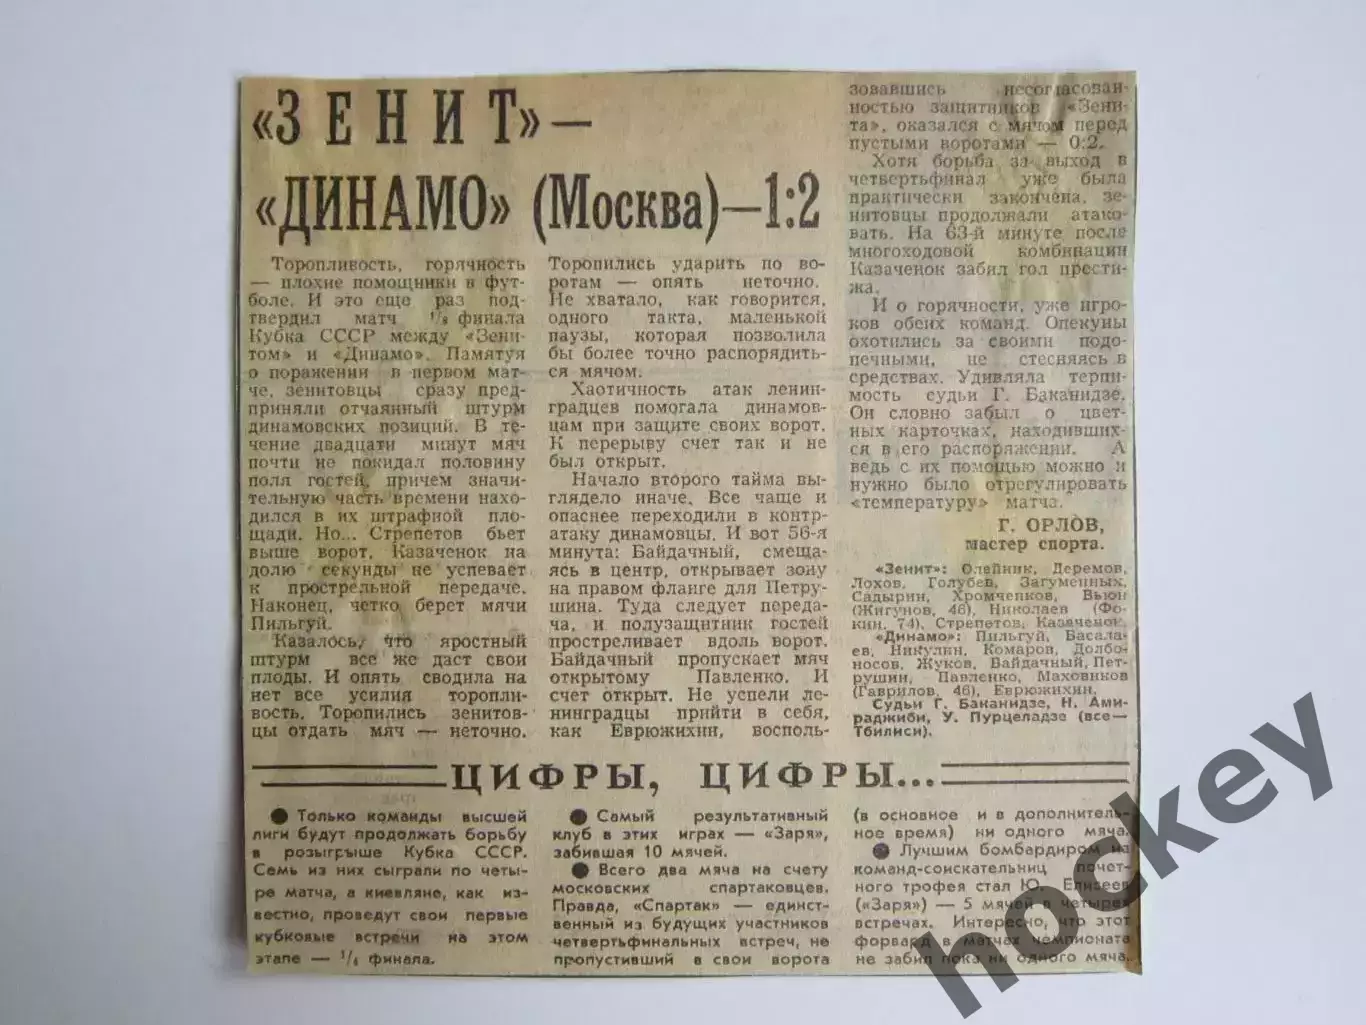 «ЗЕНИТ» —
«ДИНАМО» (Москва) — 1:2
Торопливость, горячность
— плохие помощники в фут-
боле. И это еще раз под-
твердил матч 1/8 финала
Кубка СССР между «Зени-
том» и «Динамо». Памятуя
о поражении в первом мат-
че, зенитовцы сразу пред-
приняли отчаянный штурм
динамовских позиций. В те-
чение двадцати минут мяч
почти не покидал половину
поля гостей, причем значи-
тельную часть времени нахо-
дился в их штрафной пло-
щади. Но... Стрепетов бьет
выше ворот, Казаченок на
долю секунды не успевает
к прострельной передаче.
Наконец, четко берет мячи
Пильгуй.
Казалось, что яростный
штурм все же даст свои
плоды. И опять сводила на
нет все усилия торопли-
вость. Торопились зенитов-
цы отдать мяч — неточно.
Торопились ударить по во-
ротам — опять неточно.
Не хватало, как говорится,
одного такта, маленькой
паузы, которая позволила
бы более точно распорядить-
ся мячом.
Хаотичность атак ленин-
градцев помогала динамов-
цам при защите своих ворот.
К перерыву счет так и не
был открыт.
Начало второго тайма вы-
глядело иначе. Все чаще и
опаснее переходили в контр-
атаку динамовцы. И вот 56-я
минута: Байдачный, смеща-
ясь в центр, открывает зону
на правом фланге для Петру-
шина. Туда следует переда-
ча, и полузащитник гостей
простреливает вдоль ворот.
Байдачный пропускает мяч
открытому Павленко. И
счет открыт. Не успели ле-
нинградцы прийти в себя,
как Еврюжихин, восполь-
зовавшись несогласован-
ностью защитников «Зени-
та», оказался с мячом перед
пустыми воротами — 0:2.
Хотя борьба за выход в
четвертьфинал уже была
практически закончена, зе-
нитовцы продолжали атако-
вать. На 63-й минуте после
многоходовой комбинации
Казаченок забил гол прести-
жа.
И о горячности, уже игро-
ков обеих команд. Опекуны
охотились за своими подо-
печными, не стесняясь в
средствах. Удивляла терпи-
мость судьи Г. Баканидзе.
Он словно забыл о цвет-
ных карточках, находивших-
ся в его распоряжении. А
ведь с их помощью можно и
нужно было отрегулировать
«температуру» матча.
Г. ОРЛОВ,
мастер спорта.
«Зенит»: Олейник, Деремов,
Лохов, Голубев, Загуменных,
Садырин, Хромченков, Вьюн
(Жигунов, 46), Николаев (Фо-
кин, 74), Стрепетов, Казаченок.
«Динамо»: Пильгуй, Басала-
ев, Никулин, Комаров, Долбо-
носов, Жуков, Байдачный, Пет-
рушин, Павленко, Маховиков
(Гаврилов, 46), Еврюжихин.
Судьи Г. Баканидзе, Н. Ами-
раджиби, У. Пурцеладзе (все —
Тбилиси).
ЦИФРЫ, ЦИФРЫ...
● Только команды высшей
лиги будут продолжать борьбу
в розыгрыше Кубка СССР.
Семь из них сыграли по четы-
ре матча, а киевляне, как из-
вестно, проведут свои первые
кубковые встречи на этом
этапе — 1/4 финала.
● Самый результативный
клуб в этих играх — «Заря»,
забившая 10 мячей.
● Всего два мяча на счету
московских спартаковцев.
Правда, «Спартак» — единст-
венный из будущих участников
четвертьфинальных встреч, не
пропустивший в свои ворота
(в основное и в дополнитель-
ное время) ни одного мяча.
● Лучшим бомбардиром на
команд-соискательниц почет-
ного трофея стал Ю. Елисеев
(«Заря») — 5 мячей в четырех
встречах. Интересно, что этот
форвард в матчах чемпионата
не забил пока ни одного мяча.
hockey